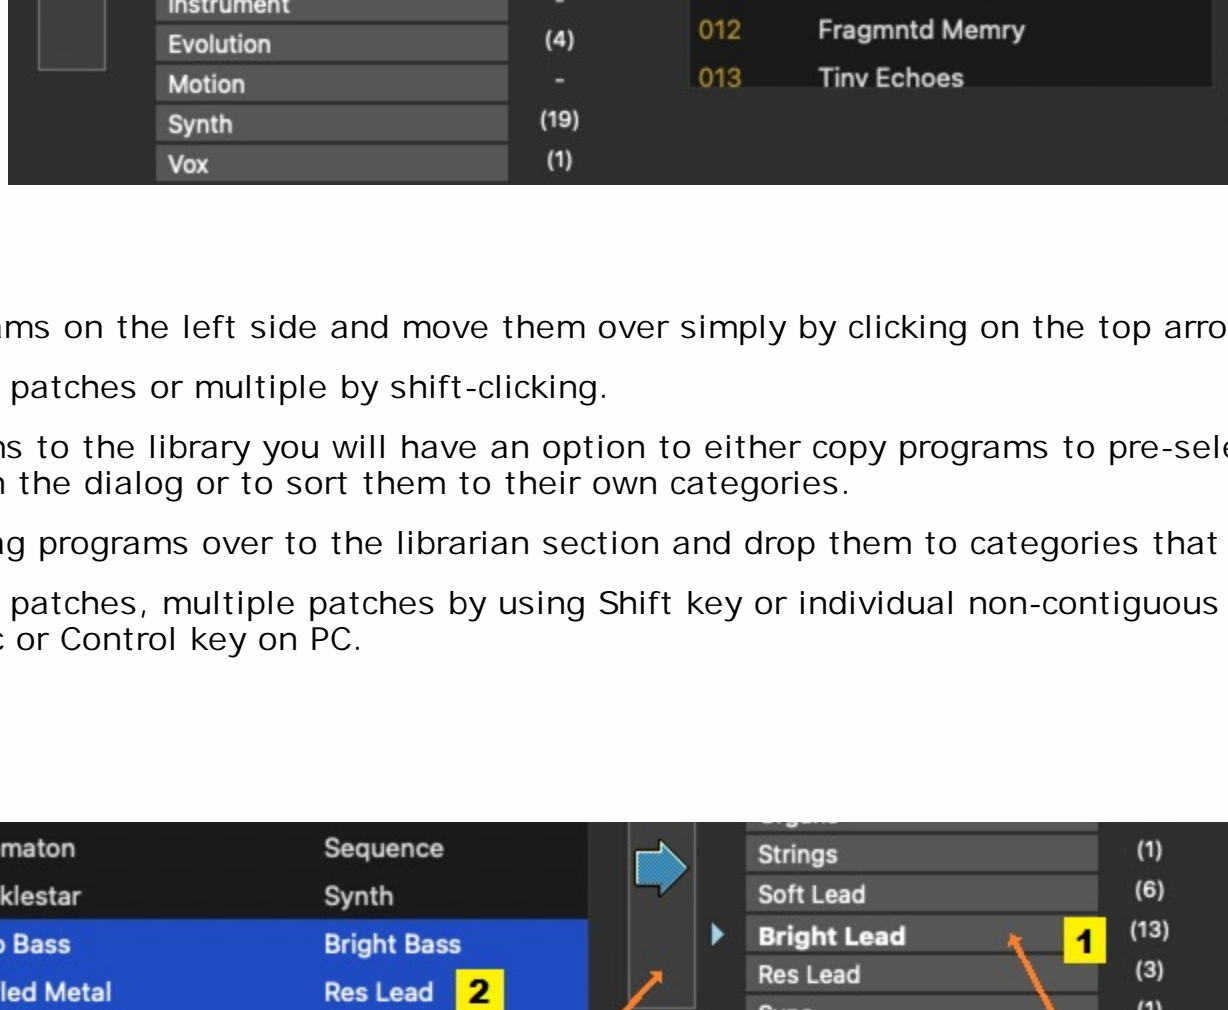 Instrument -
Evolution (4)
Motion -
Synth (19)
Vox (1)
012 Fragmntd Memry
013 Tiny Echoes
ams on the left side and move them over simply by clicking on the top arro
patches or multiple by shift-clicking.
ns to the library you will have an option to either copy programs to pre-sele
n the dialog or to sort them to their own categories.
ng programs over to the librarian section and drop them to categories that
patches, multiple patches by using Shift key or individual non-contiguous
c or Control key on PC.
maton Sequence
klestar Synth
o Bass Bright Bass
led Metal Res Lead 2
Organs
Strings (1)
Soft Lead (6)
Bright Lead 1 (13)
Res Lead (3)
(1)